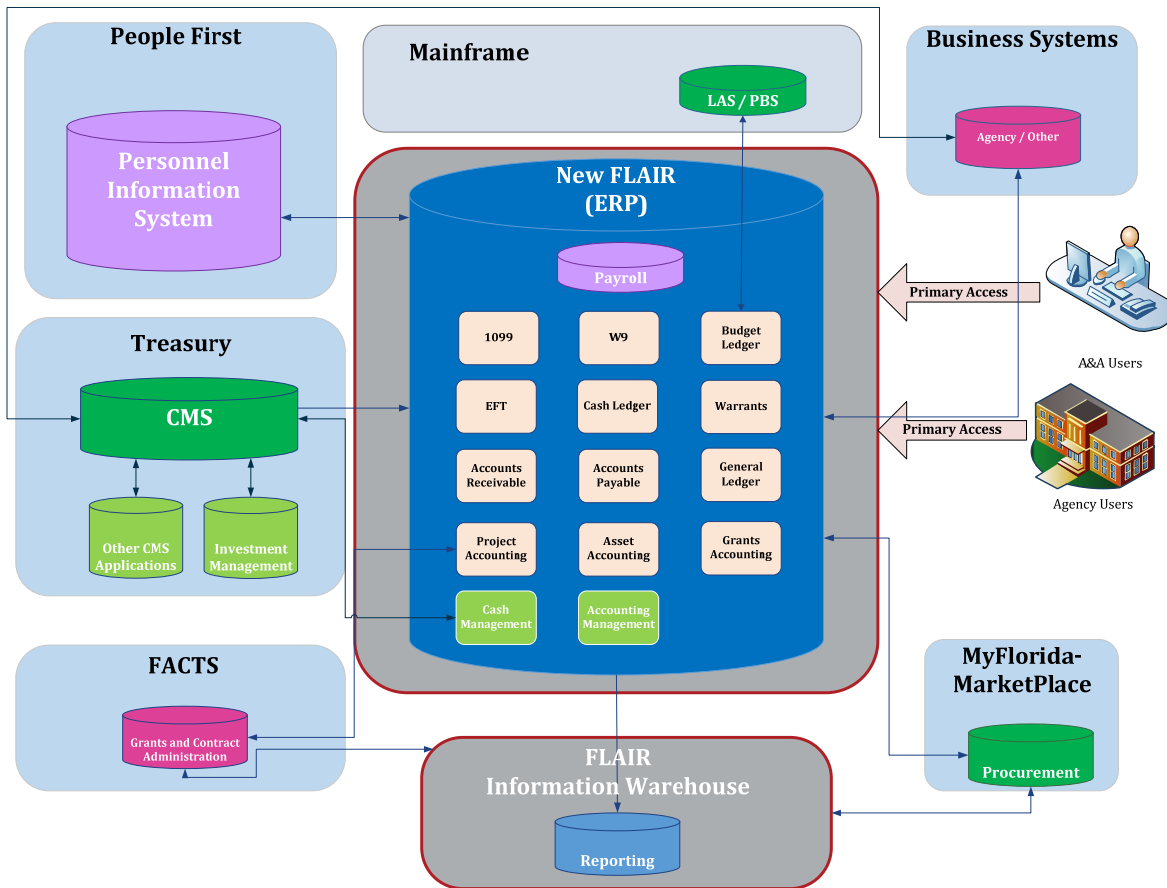 People First
Personnel
Information
System
Mainframe
LAS / PBS
Business Systems
Agency / Other
New FLAIR
(ERP)
Payroll
1099
W9
Budget
Ledger
EFT
Cash Ledger
Warrants
Accounts
Receivable
Accounts
Payable
General
Ledger
Project
Accounting
Asset
Accounting
Grants
Accounting
Cash
Management
Accounting
Management
Primary Access
A&A Users
Primary Access
Agency Users
Treasury
CMS
Other CMS
Applications
Investment
Management
FACTS
Grants and Contract
Administration
FLAIR
Information Warehouse
Reporting
MyFlorida-
MarketPlace
Procurement